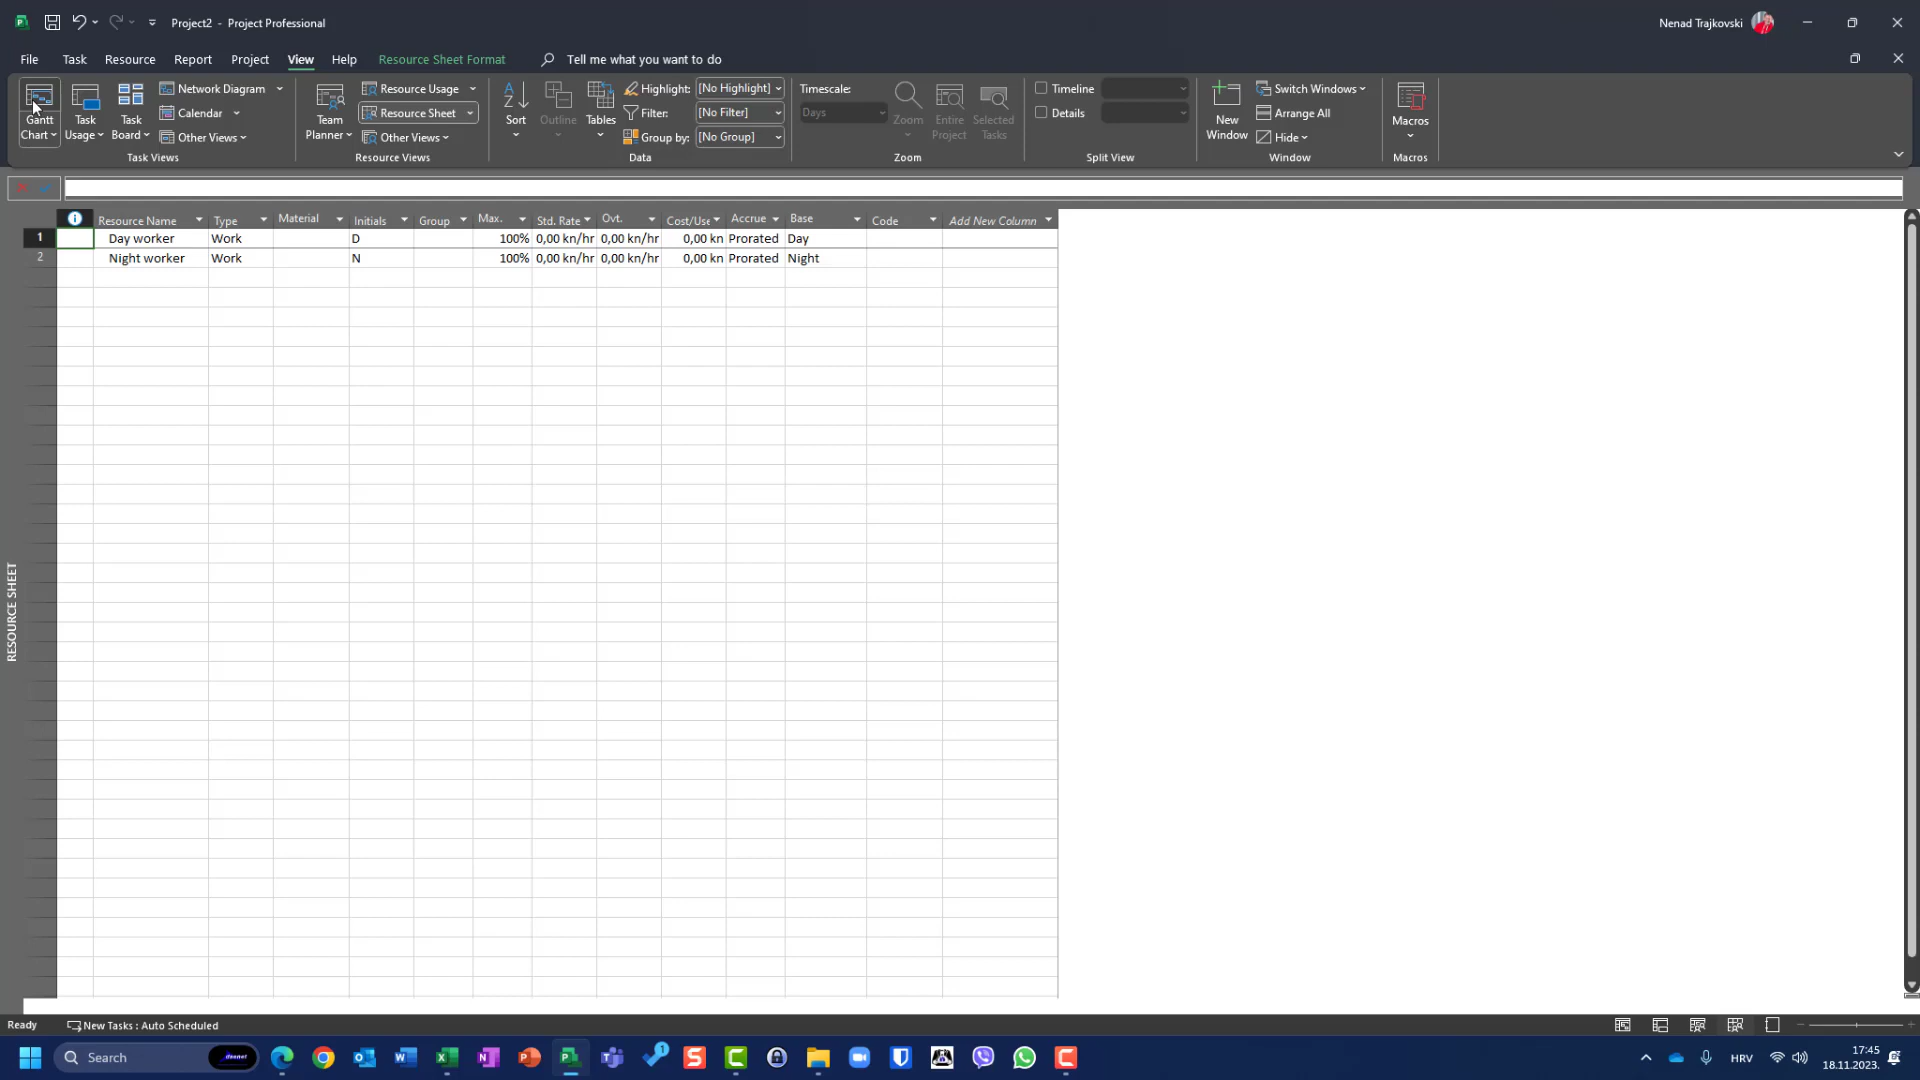 Project2 - Project Professional
Nenad Trajkovski
File Task Resource Report Project View Help Resource Sheet Format Tell me what you want to do
Gantt Chart
Task Usage
Task Board
Network Diagram
Calendar
Other Views
Task Views
Team Planner
Resource Usage
Resource Sheet
Other Views
Resource Views
Sort
Outline
Tables
Highlight: [No Highlight]
Filter: [No Filter]
Group by: [No Group]
Data
Timescale:
Days
Zoom
Entire Project
Selected Tasks
Zoom
Timeline
Details
Split View
New Window
Switch Windows
Arrange All
Hide
Window
Macros
Macros
Resource Name Type Material Initials Group Max. Std. Rate Ovt. Cost/Use Accrue Base Code Add New Column
1 Day worker Work D 100% 0,00 kn/hr 0,00 kn/hr 0,00 kn Prorated Day
2 Night worker Work N 100% 0,00 kn/hr 0,00 kn/hr 0,00 kn Prorated Night
RESOURCE SHEET
Ready New Tasks : Auto Scheduled
Search
HRV
17:45
18.11.2023.